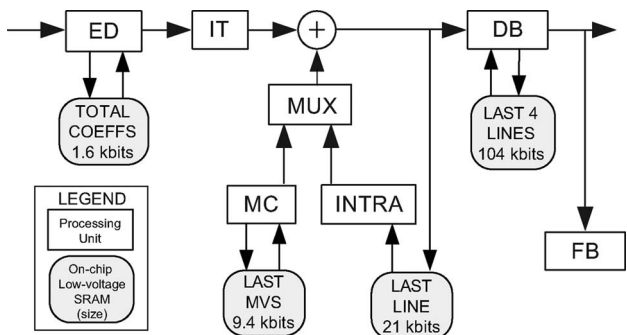 ED
IT
+
DB
TOTAL
COEFFS
1.6 kbits
MUX
LAST 4
LINES
104 kbits
LEGEND
Processing
Unit
On-chip
Low-voltage
SRAM
(size)
MC
INTRA
FB
LAST
MVS
9.4 kbits
LAST
LINE
21 kbits